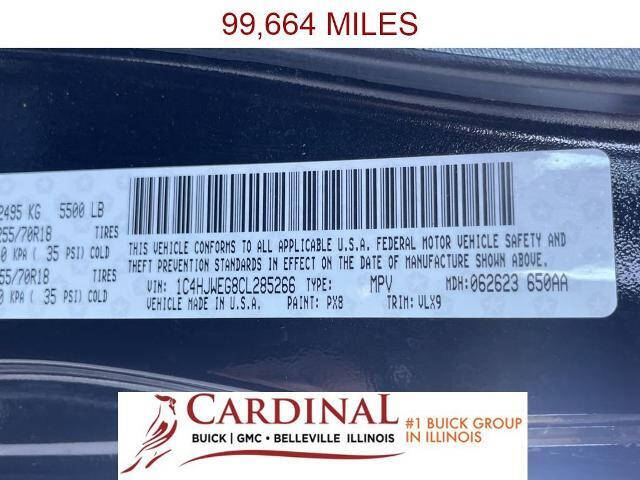 99,664 MILES
2495 KG 5500 LB
255/70R18 TIRES
0 KPA ( 35 PSI) COLD
55/70R18 TIRES
0 KPA ( 35 PSI) COLD
THIS VEHICLE CONFORMS TO ALL APPLICABLE U.S.A. FEDERAL MOTOR VEHICLE SAFETY AND
THEFT PREVENTION STANDARDS IN EFFECT ON THE DATE OF MANUFACTURE SHOWN ABOVE.
VIN: 1C4HJWEG8CL285266 TYPE: MPV MDH: 062623 650AA
VEHICLE MADE IN U.S.A. PAINT: PX8 TRIM: VLX9
CARDINAL
BUICK | GMC • BELLEVILLE ILLINOIS
#1 BUICK GROUP
IN ILLINOIS